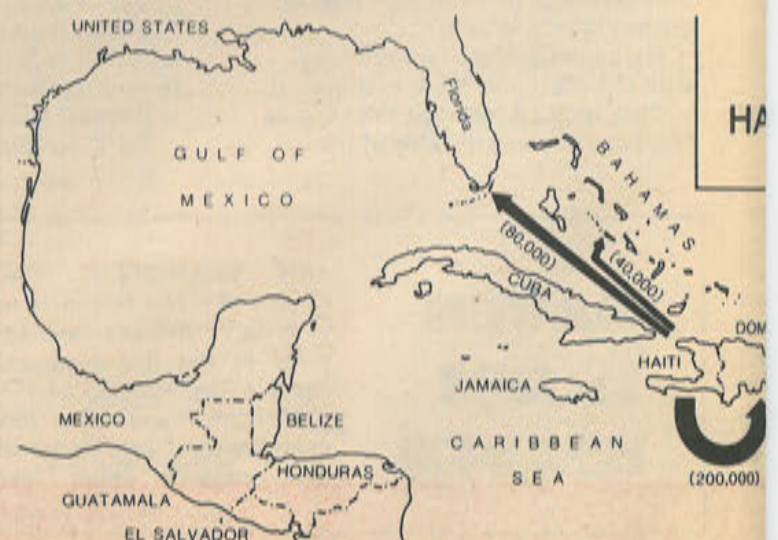 UNITED STATES
Florida
GULF OF
MEXICO
BAHAMAS
HA
(80,000)
(40,000)
CUBA
DOM
HAITI
JAMAICA
MEXICO
BELIZE
CARIBBEAN
SEA
HONDURAS
(200,000)
GUATAMALA
EL SALVADOR